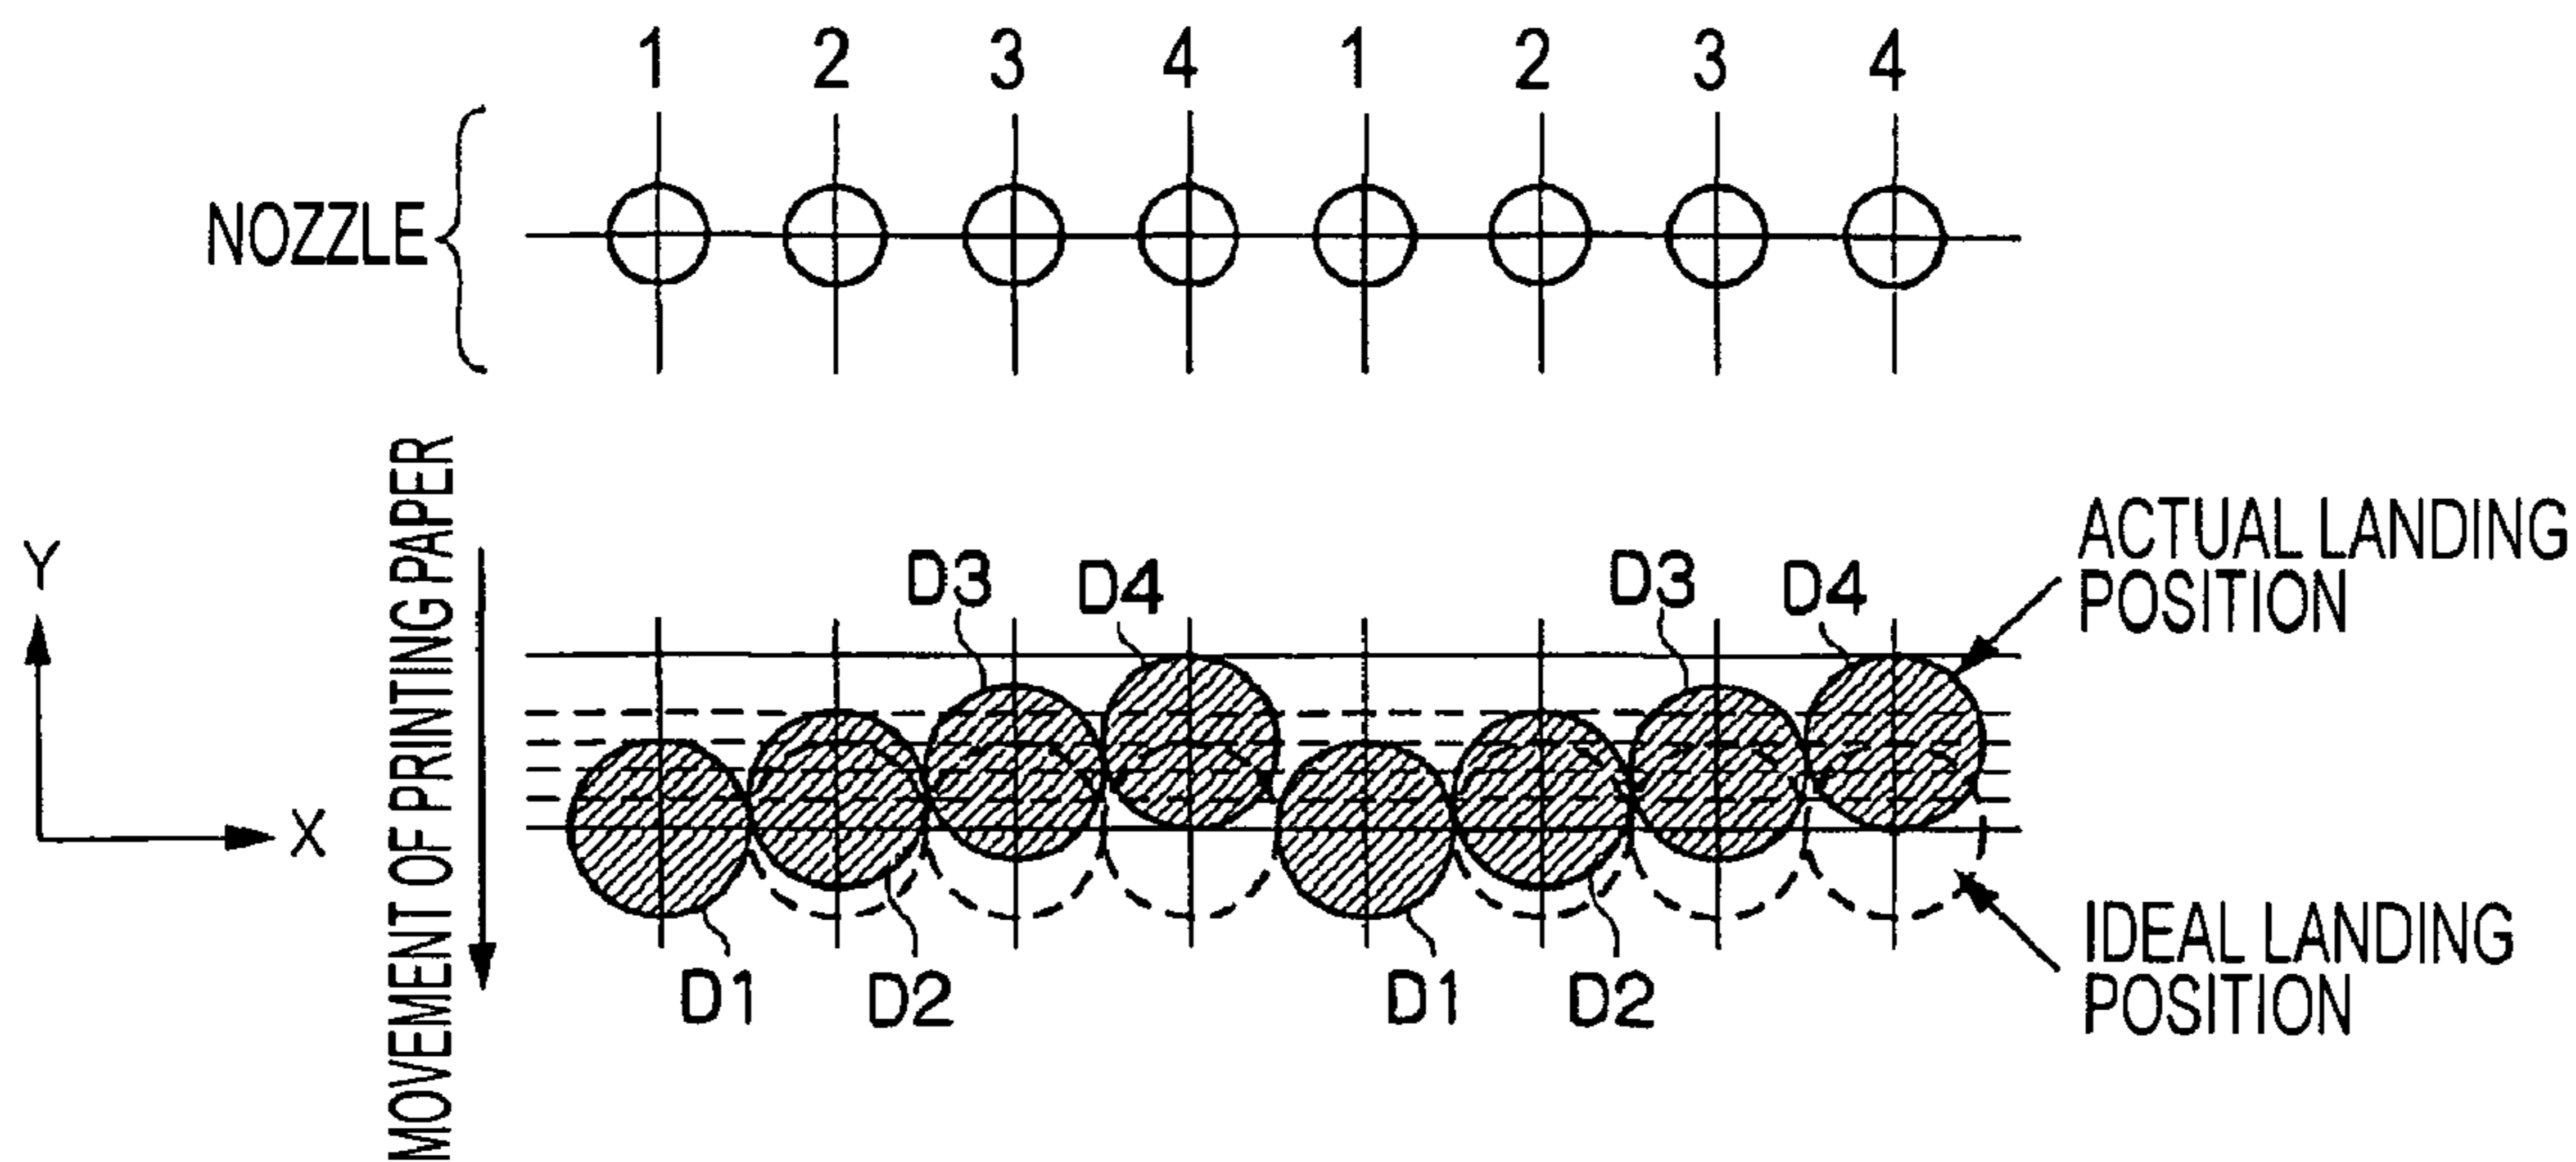 1 2 3 4 1 2 3 4
NOZZLE
MOVEMENT OF PRINTING PAPER
Y
X
D3 D4 D3 D4
ACTUAL LANDING
POSITION
D1 D2 D1 D2
IDEAL LANDING
POSITION